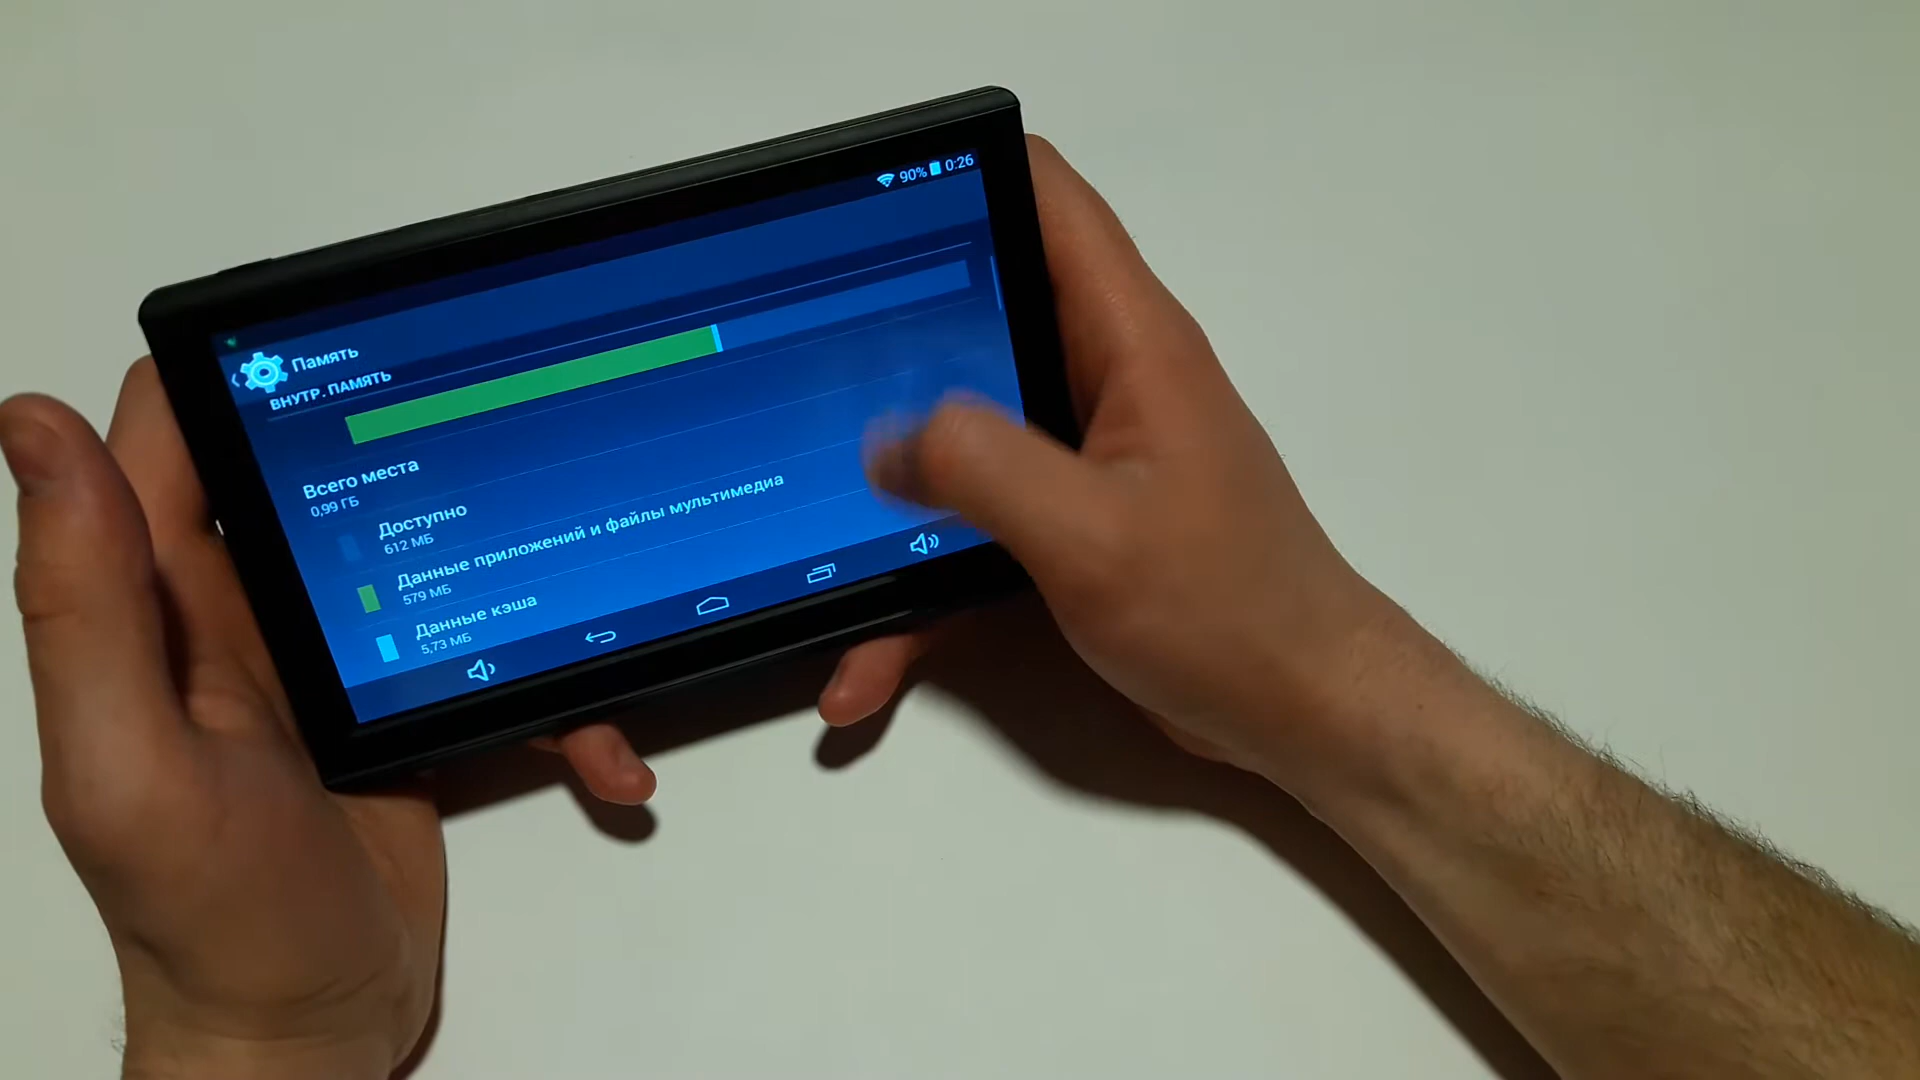 90% 0:26
Память
ВНУТР.ПАМЯТЬ
Всего места
0,99 ГБ
Доступно
612 МБ
Данные приложений и файлы мультимедиа
579 МБ
Данные кэша
5,73 МБ